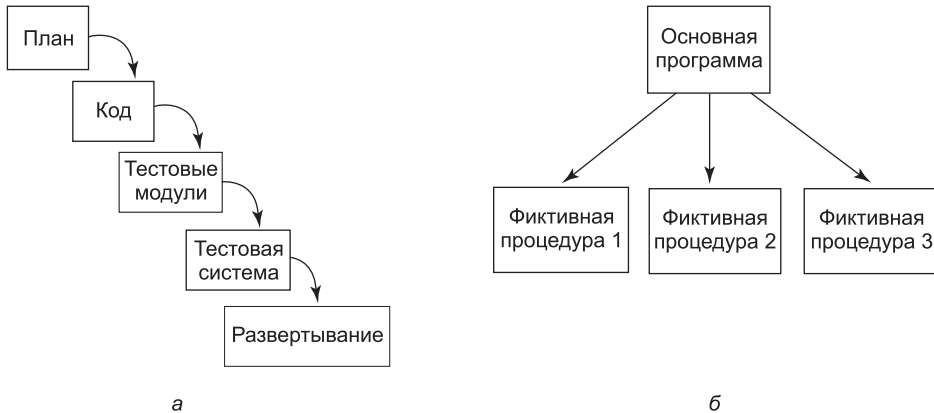 План
Код
Тестовые
модули
Тестовая
система
Развертывание
а
Основная
программа
Фиктивная
процедура 1
Фиктивная
процедура 2
Фиктивная
процедура 3
б